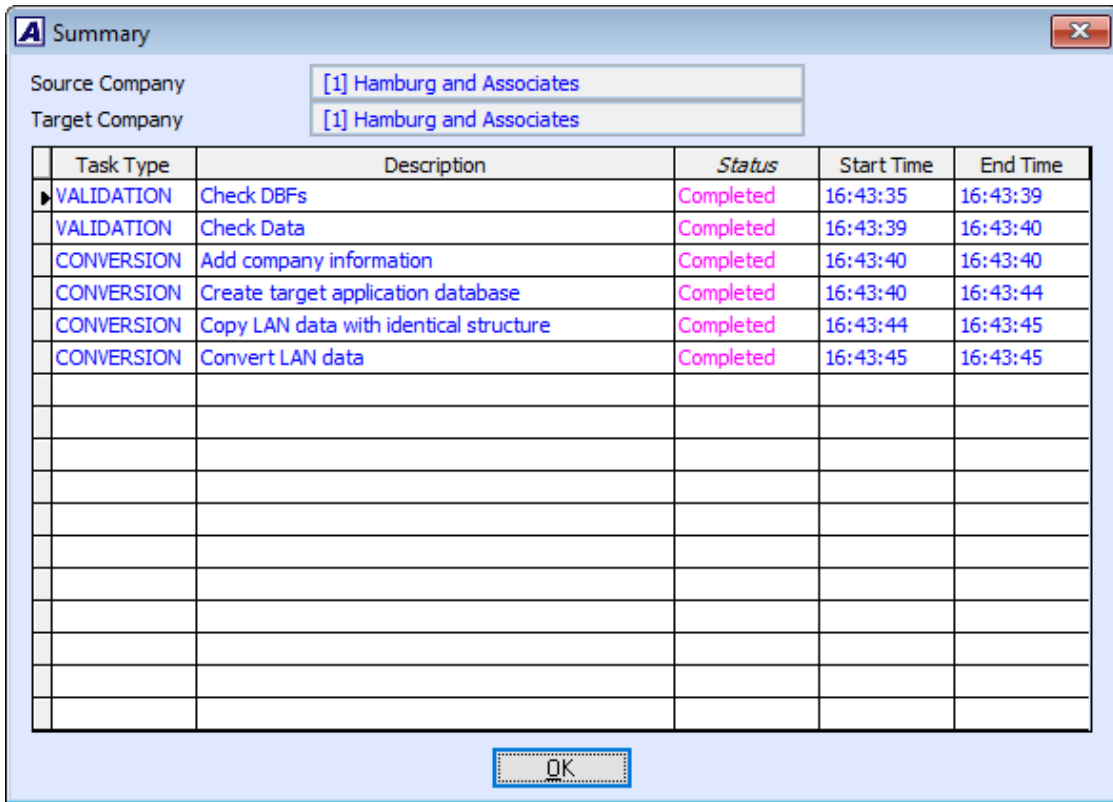 A Summary
Source Company [1] Hamburg and Associates
Target Company [1] Hamburg and Associates
Task Type Description Status Start Time End Time
VALIDATION Check DBFs Completed 16:43:35 16:43:39
VALIDATION Check Data Completed 16:43:39 16:43:40
CONVERSION Add company information Completed 16:43:40 16:43:40
CONVERSION Create target application database Completed 16:43:40 16:43:44
CONVERSION Copy LAN data with identical structure Completed 16:43:44 16:43:45
CONVERSION Convert LAN data Completed 16:43:45 16:43:45
OK